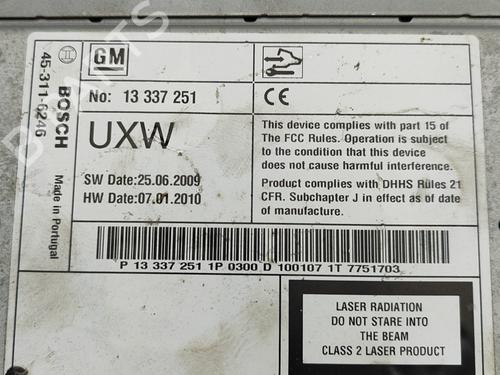 45-311-6246
BOSCH
Made in Portugal
GM
No: 13 337 251
UXW
SW Date:25.06.2009
HW Date:07.01.2010
CE
This device complies with part 15 of
The FCC Rules. Operation is subject
to the condition that this device
does not cause harmful interference.
Product complies with DHHS Rules 21
CFR. Subchapter J in effect as of date
of manufacture.
P 13 337 251 1P 0300 D 100107 1T 7751703
LASER RADIATION
DO NOT STARE INTO
THE BEAM
CLASS 2 LASER PRODUCT